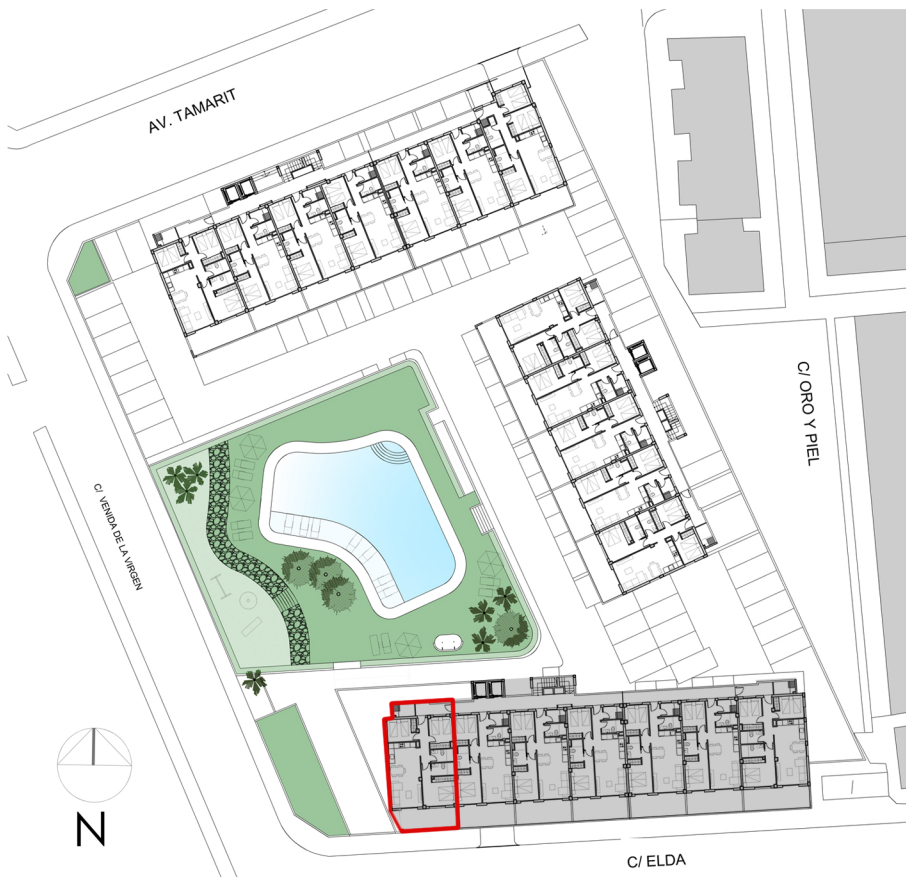 AV. TAMARIT
C/ ORO Y PIEL
C/ VENIDA DE LA VIRGEN
N
C/ ELDA